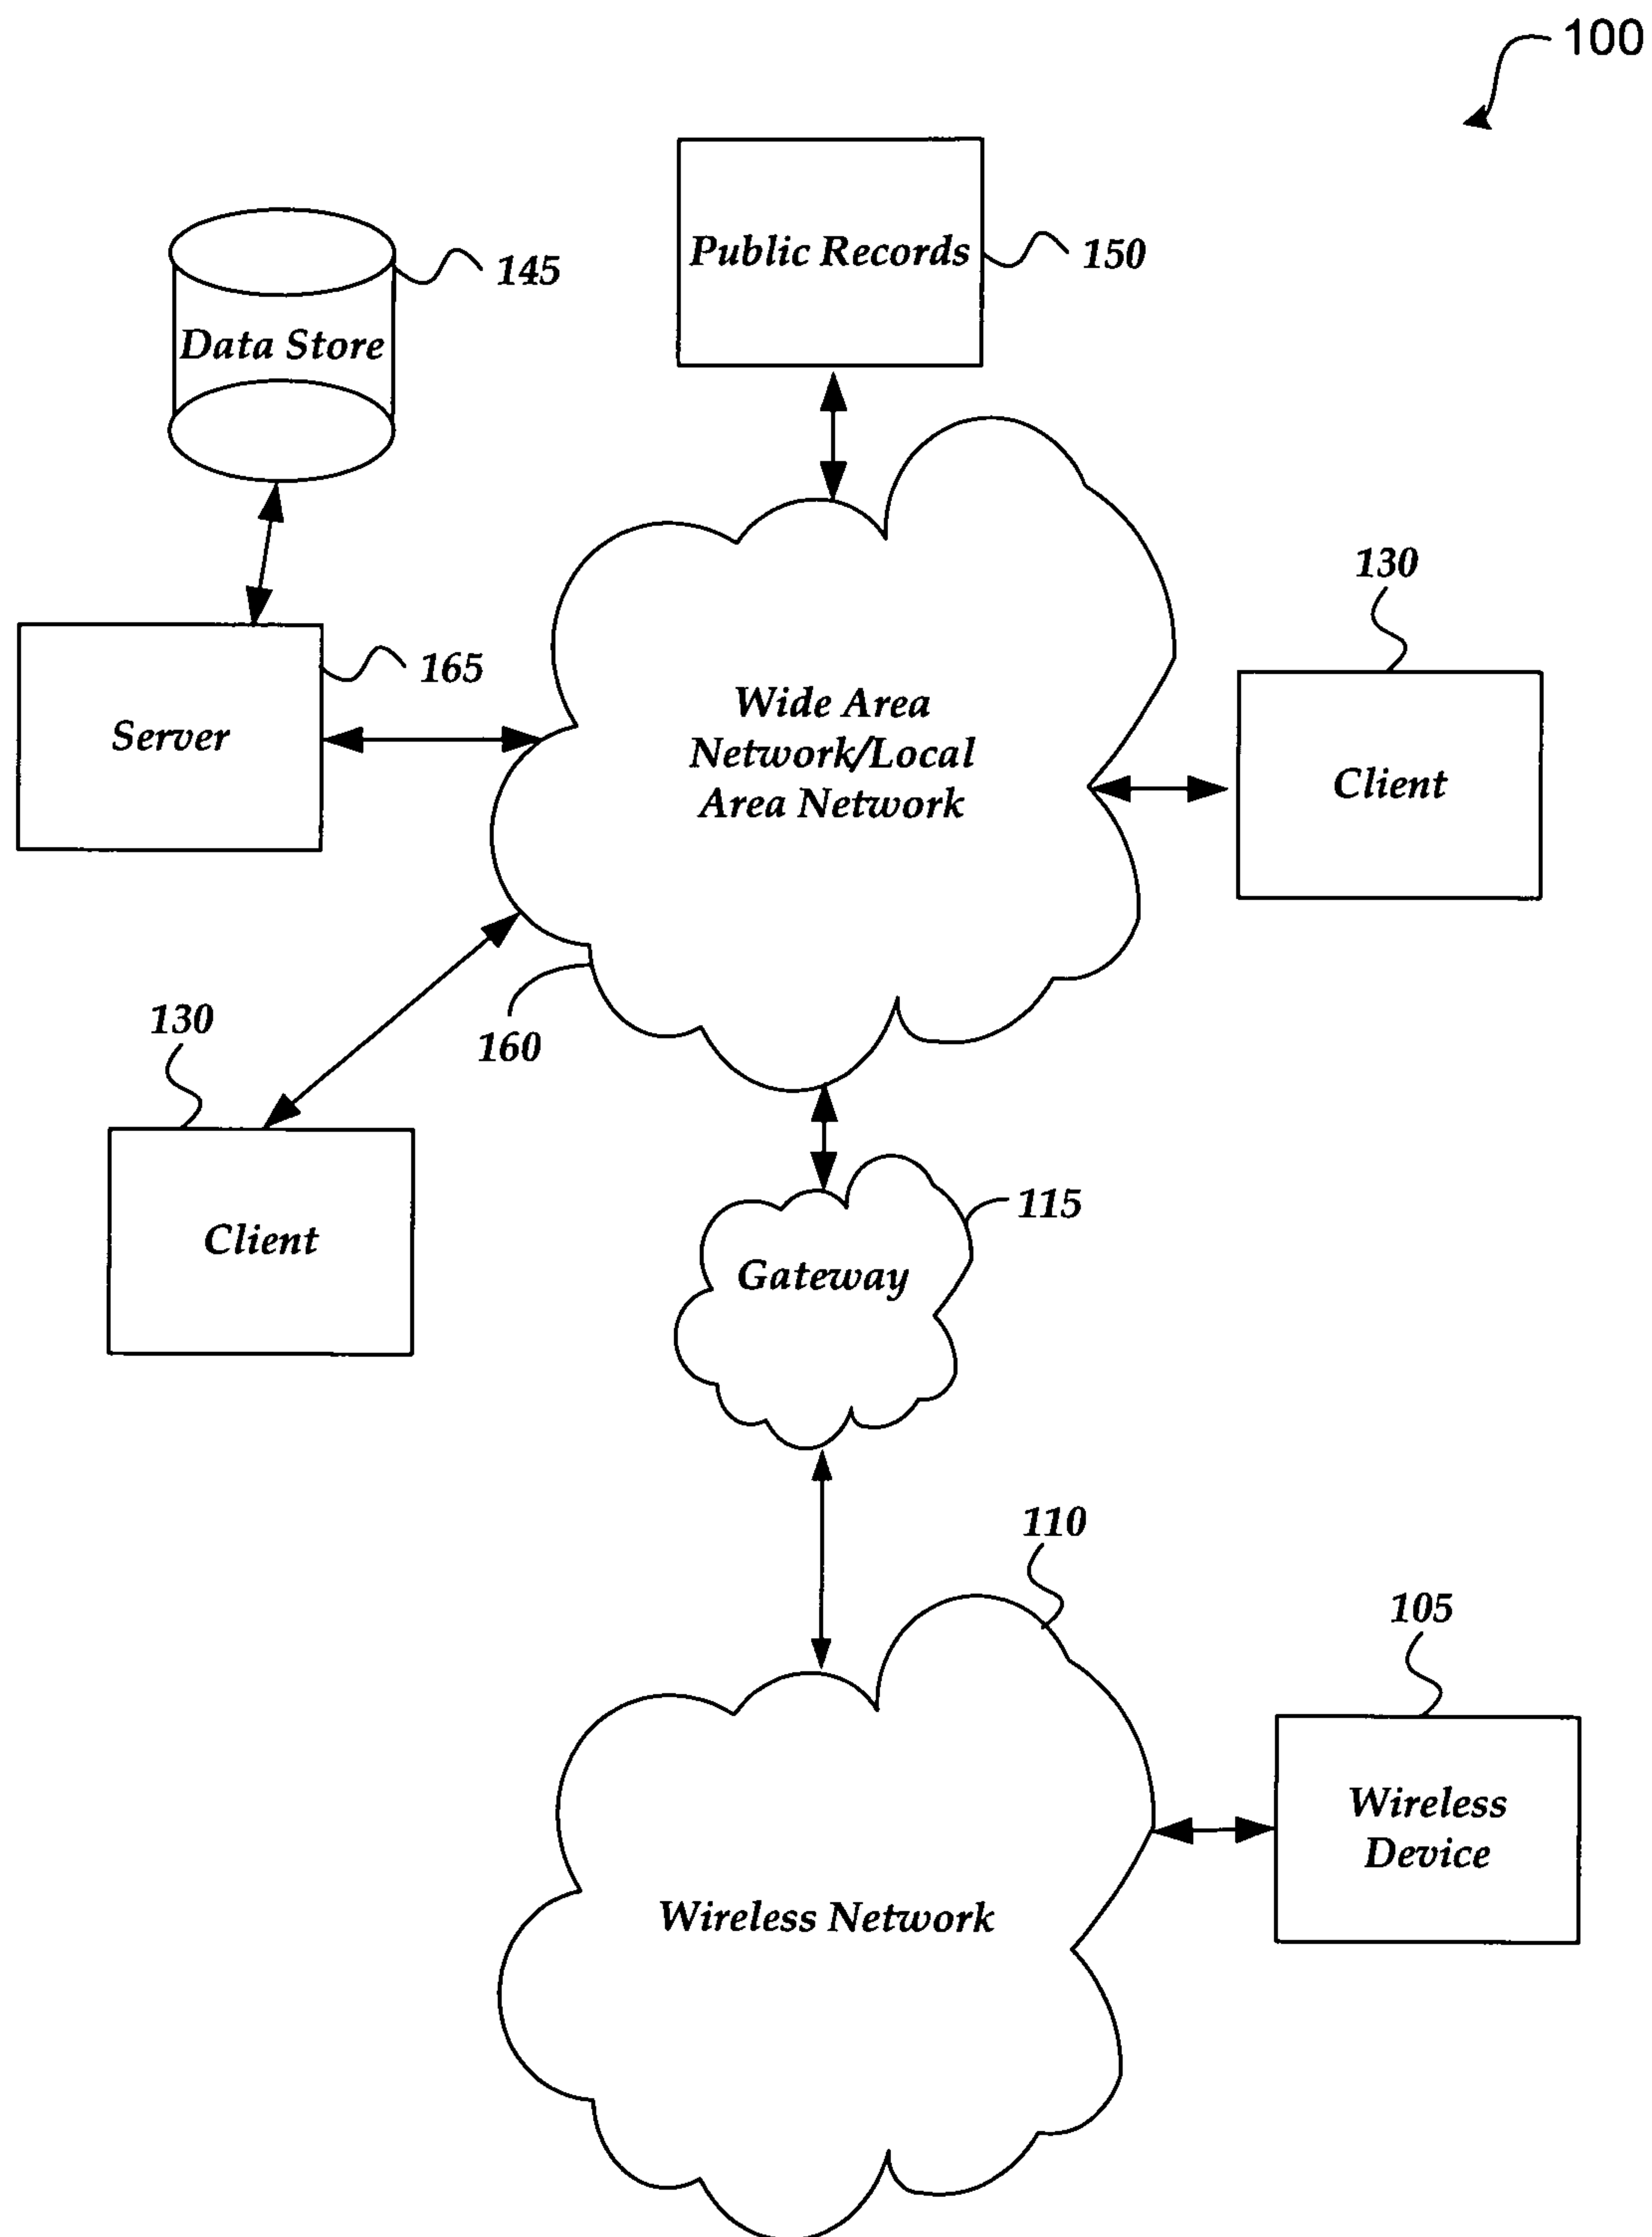 100
Public Records
150
145
Data Store
130
165
Server
Wide Area
Network/Local
Area Network
Client
130
160
Client
115
Gateway
110
105
Wireless
Device
Wireless Network